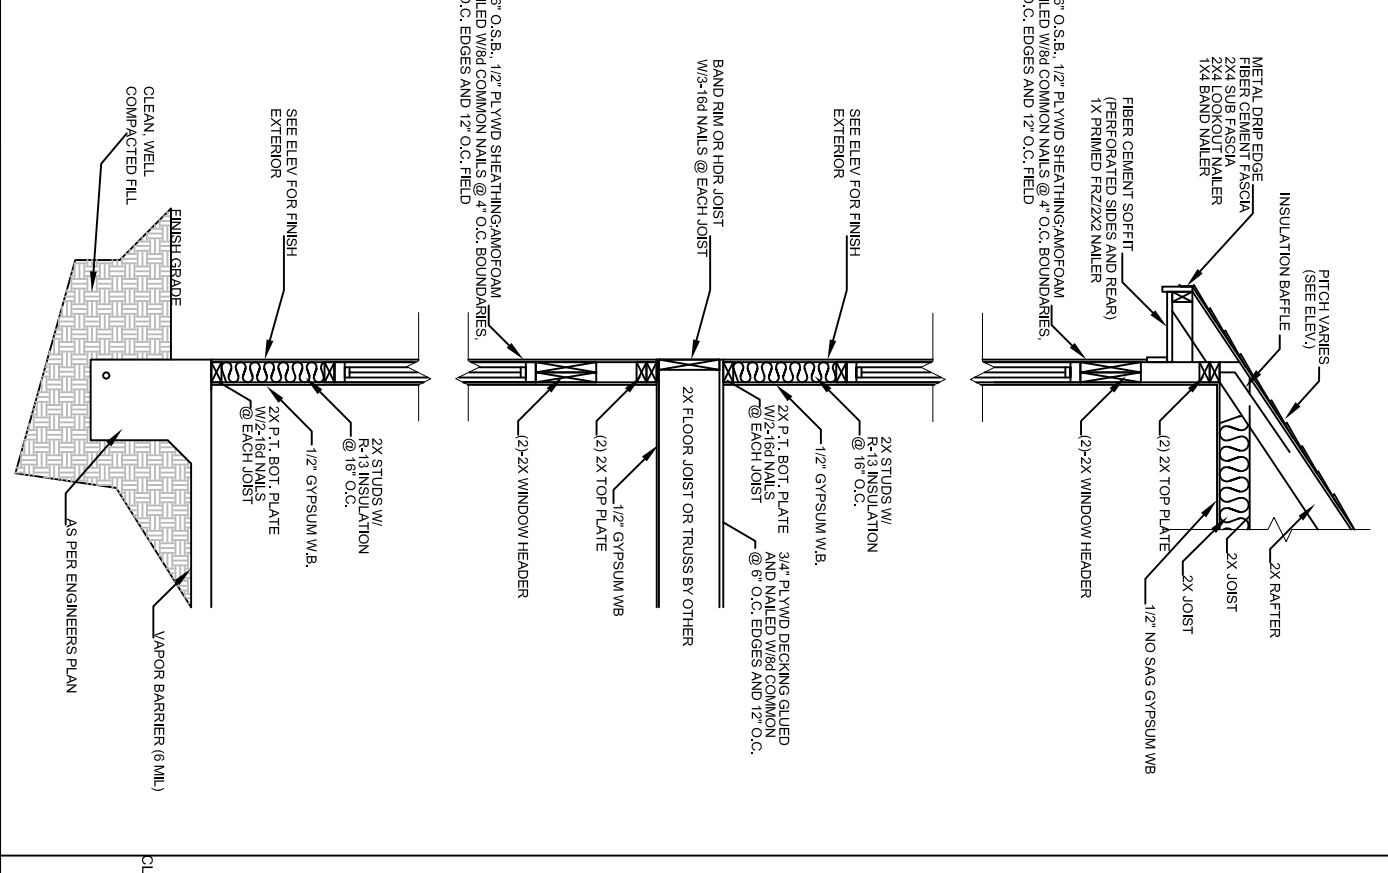 PITCH VARIES
(SEE ELEV.)
INSULATION BAFFLE
METAL DRIP EDGE
FIBER CEMENT FASCIA
2X4 SUB FASCIA
2X4 LOOKOUT NAILER
1X4 BAND NAILER
FIBER CEMENT SOFFIT
(PERFORATED SIDES AND REAR)
1X PRIMED FRZ/2X2 NAILER
6" O.S.B., 1/2" PLYWD SHEATHING;AMOFOAM
ILED W/8d COMMON NAILS @ 4" O.C. BOUNDARIES,
O.C. EDGES AND 12" O.C. FIELD
2X RAFTER
2X JOIST
2X JOIST
(2) 2X TOP PLATE
1/2" NO SAG GYPSUM WB
(2)-2X WINDOW HEADER
SEE ELEV FOR FINISH
EXTERIOR
2X STUDS W/
R-13 INSULATION
@ 16" O.C.
1/2" GYPSUM W.B.
2X P.T. BOT. PLATE
W/2-16d NAILS
@ EACH JOIST
3/4" PLYWD DECKING GLUED
AND NAILED W/8d COMMON
@ 6" O.C. EDGES AND 12" O.C.
BAND RIM OR HDR JOIST
W/3-16d NAILS @ EACH JOIST
2X FLOOR JOIST OR TRUSS BY OTHER
1/2" GYPSUM WB
(2) 2X TOP PLATE
(2)-2X WINDOW HEADER
6" O.S.B., 1/2" PLYWD SHEATHING;AMOFOAM
ILED W/8d COMMON NAILS @ 4" O.C. BOUNDARIES,
O.C. EDGES AND 12" O.C. FIELD
SEE ELEV FOR FINISH
EXTERIOR
2X STUDS W/
R-13 INSULATION
@ 16" O.C.
1/2" GYPSUM W.B.
2X P.T. BOT. PLATE
W/2-16d NAILS
@ EACH JOIST
FINISH GRADE
CLEAN, WELL
COMPACTED FILL
VAPOR BARRIER (6 MIL)
AS PER ENGINEERS PLAN
CL